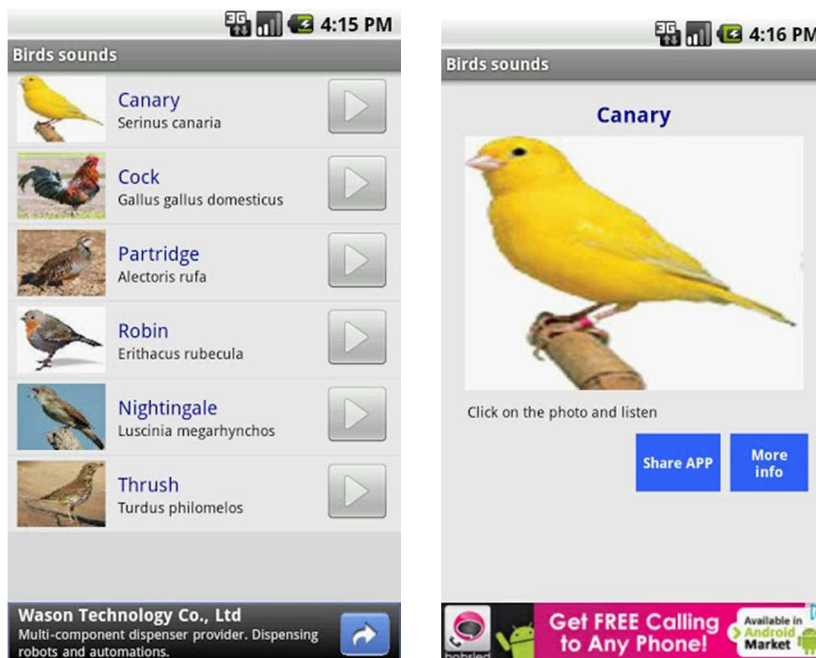 3G 4:15 PM
Birds sounds
Canary
Serinus canaria
Cock
Gallus gallus domesticus
Partridge
Alectoris rufa
Robin
Erithacus rubecula
Nightingale
Luscinia megarhynchos
Thrush
Turdus philomelos
Wason Technology Co., Ltd
Multi-component dispenser provider. Dispensing
robots and automations.
3G 4:16 PM
Birds sounds
Canary
Click on the photo and listen
Share APP
More
info
Get FREE Calling
to Any Phone!
Available in
Android
Market